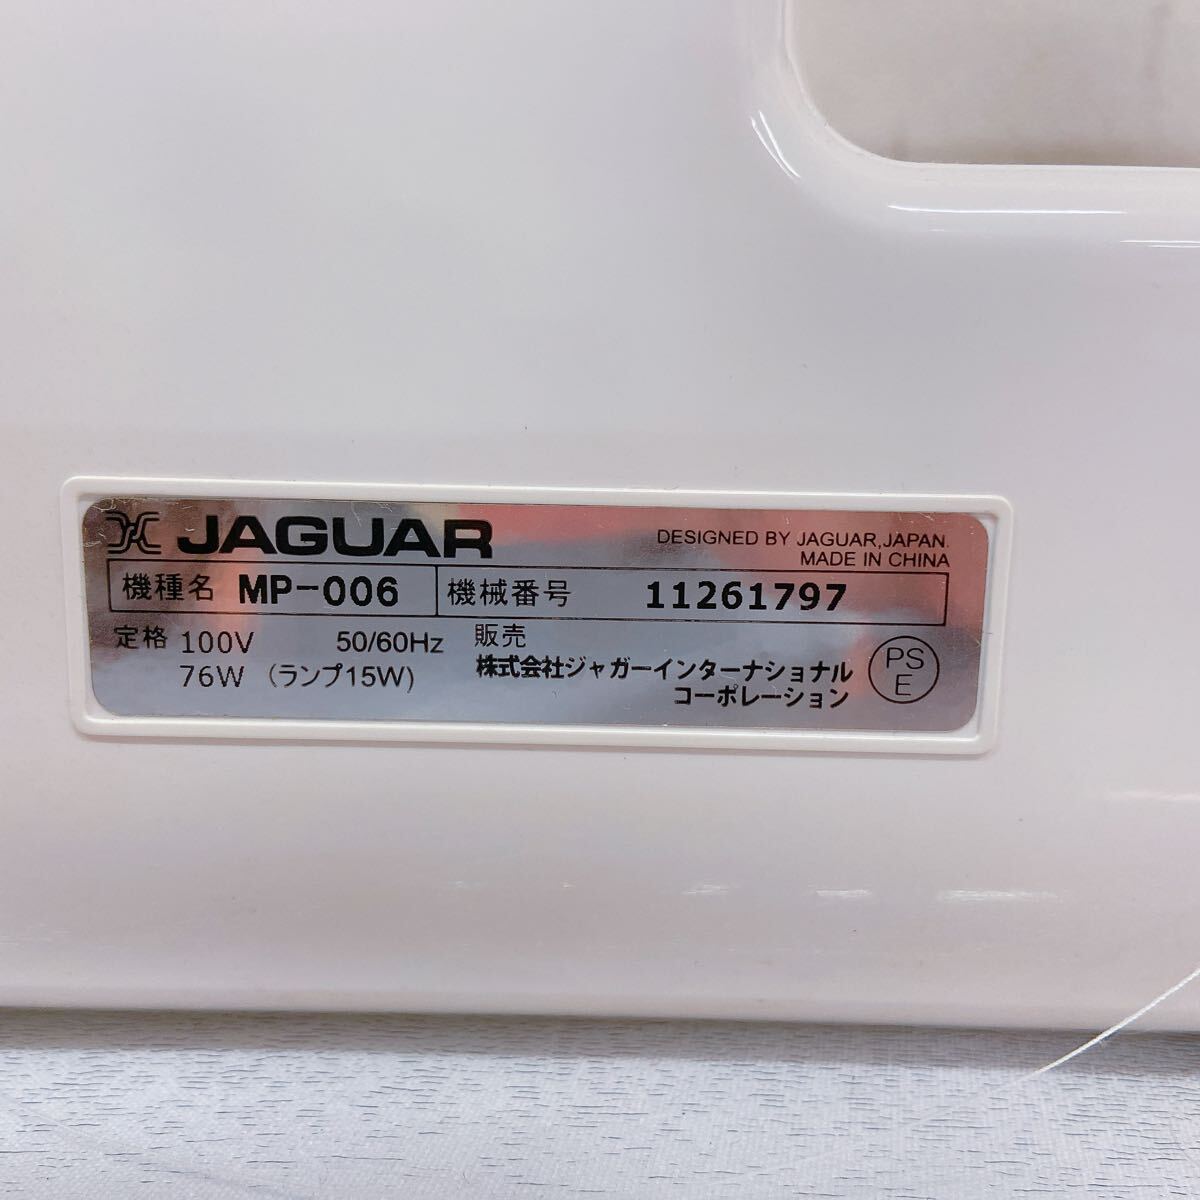 JAGUAR
DESIGNED BY JAGUAR,JAPAN.
MADE IN CHINA
機種名 MP-006 機械番号 11261797
定格 100V 50/60Hz
76W (ランプ15W)
販売
株式会社ジャガーインターナショナル
コーポレーション
PS
E